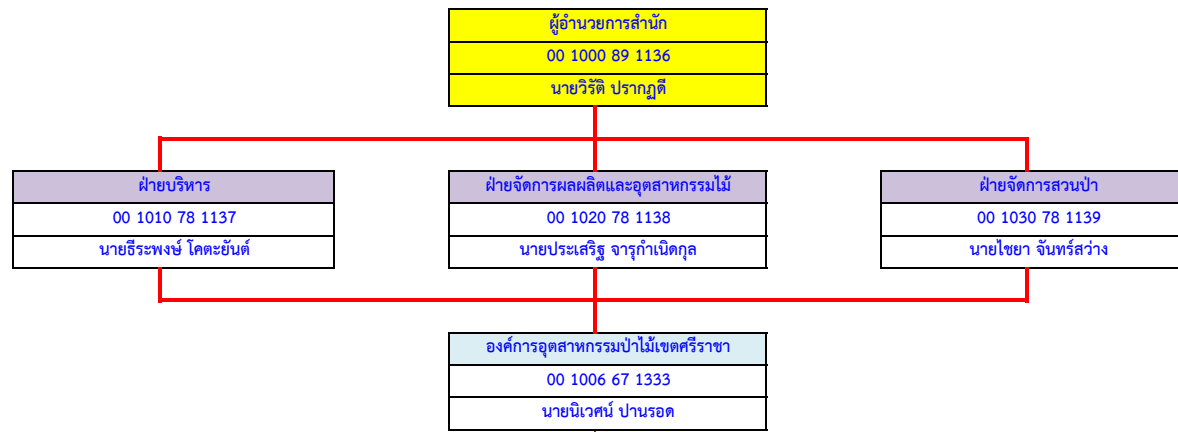 ผู้อำนวยการสำนัก
00 1000 89 1136
นายวิรัติ ปรากฏดี
ฝ่ายบริหาร
00 1010 78 1137
นายธีระพงษ์ โคตะยันต์
ฝ่ายจัดการผลผลิตและอุตสาหกรรมไม้
00 1020 78 1138
นายประเสริฐ จารุกำเนิดกุล
ฝ่ายจัดการสวนป่า
00 1030 78 1139
นายไชยา จันทร์สว่าง
องค์การอุตสาหกรรมป่าไม้เขตศรีราชา
00 1006 67 1333
นายนิเวศน์ ปานรอด